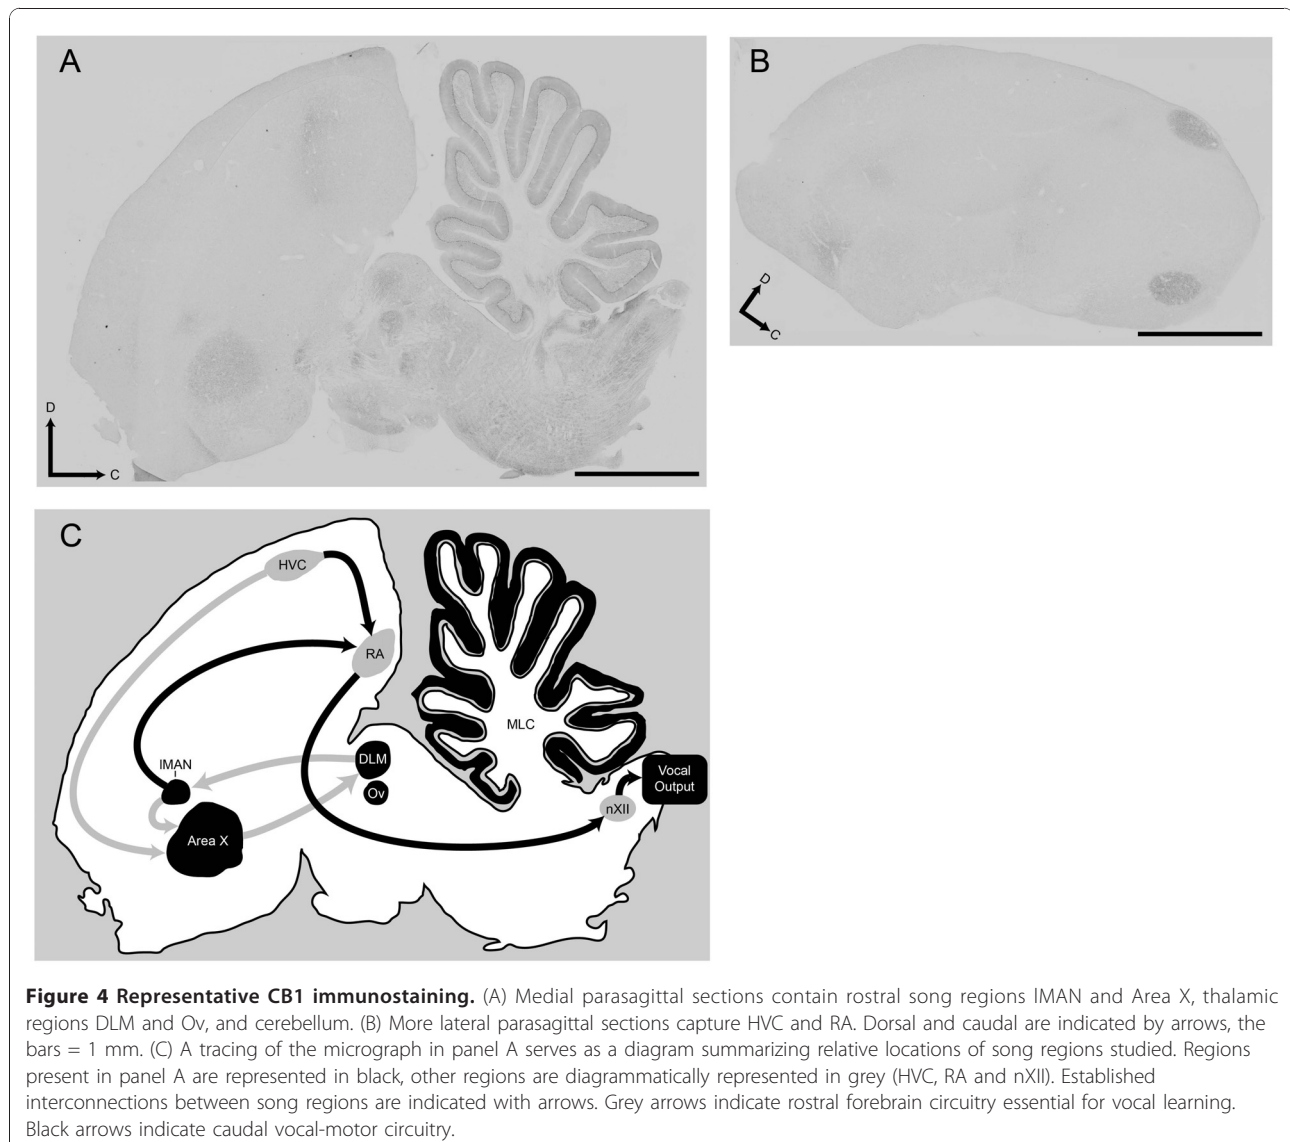 A
B
D
C
D
C
C
HVC
RA
lMAN
DLM
Ov
Area X
MLC
nXII
Vocal
Output
Figure 4 Representative CB1 immunostaining. (A) Medial parasagittal sections contain rostral song regions lMAN and Area X, thalamic
regions DLM and Ov, and cerebellum. (B) More lateral parasagittal sections capture HVC and RA. Dorsal and caudal are indicated by arrows, the
bars = 1 mm. (C) A tracing of the micrograph in panel A serves as a diagram summarizing relative locations of song regions studied. Regions
present in panel A are represented in black, other regions are diagrammatically represented in grey (HVC, RA and nXII). Established
interconnections between song regions are indicated with arrows. Grey arrows indicate rostral forebrain circuitry essential for vocal learning.
Black arrows indicate caudal vocal-motor circuitry.